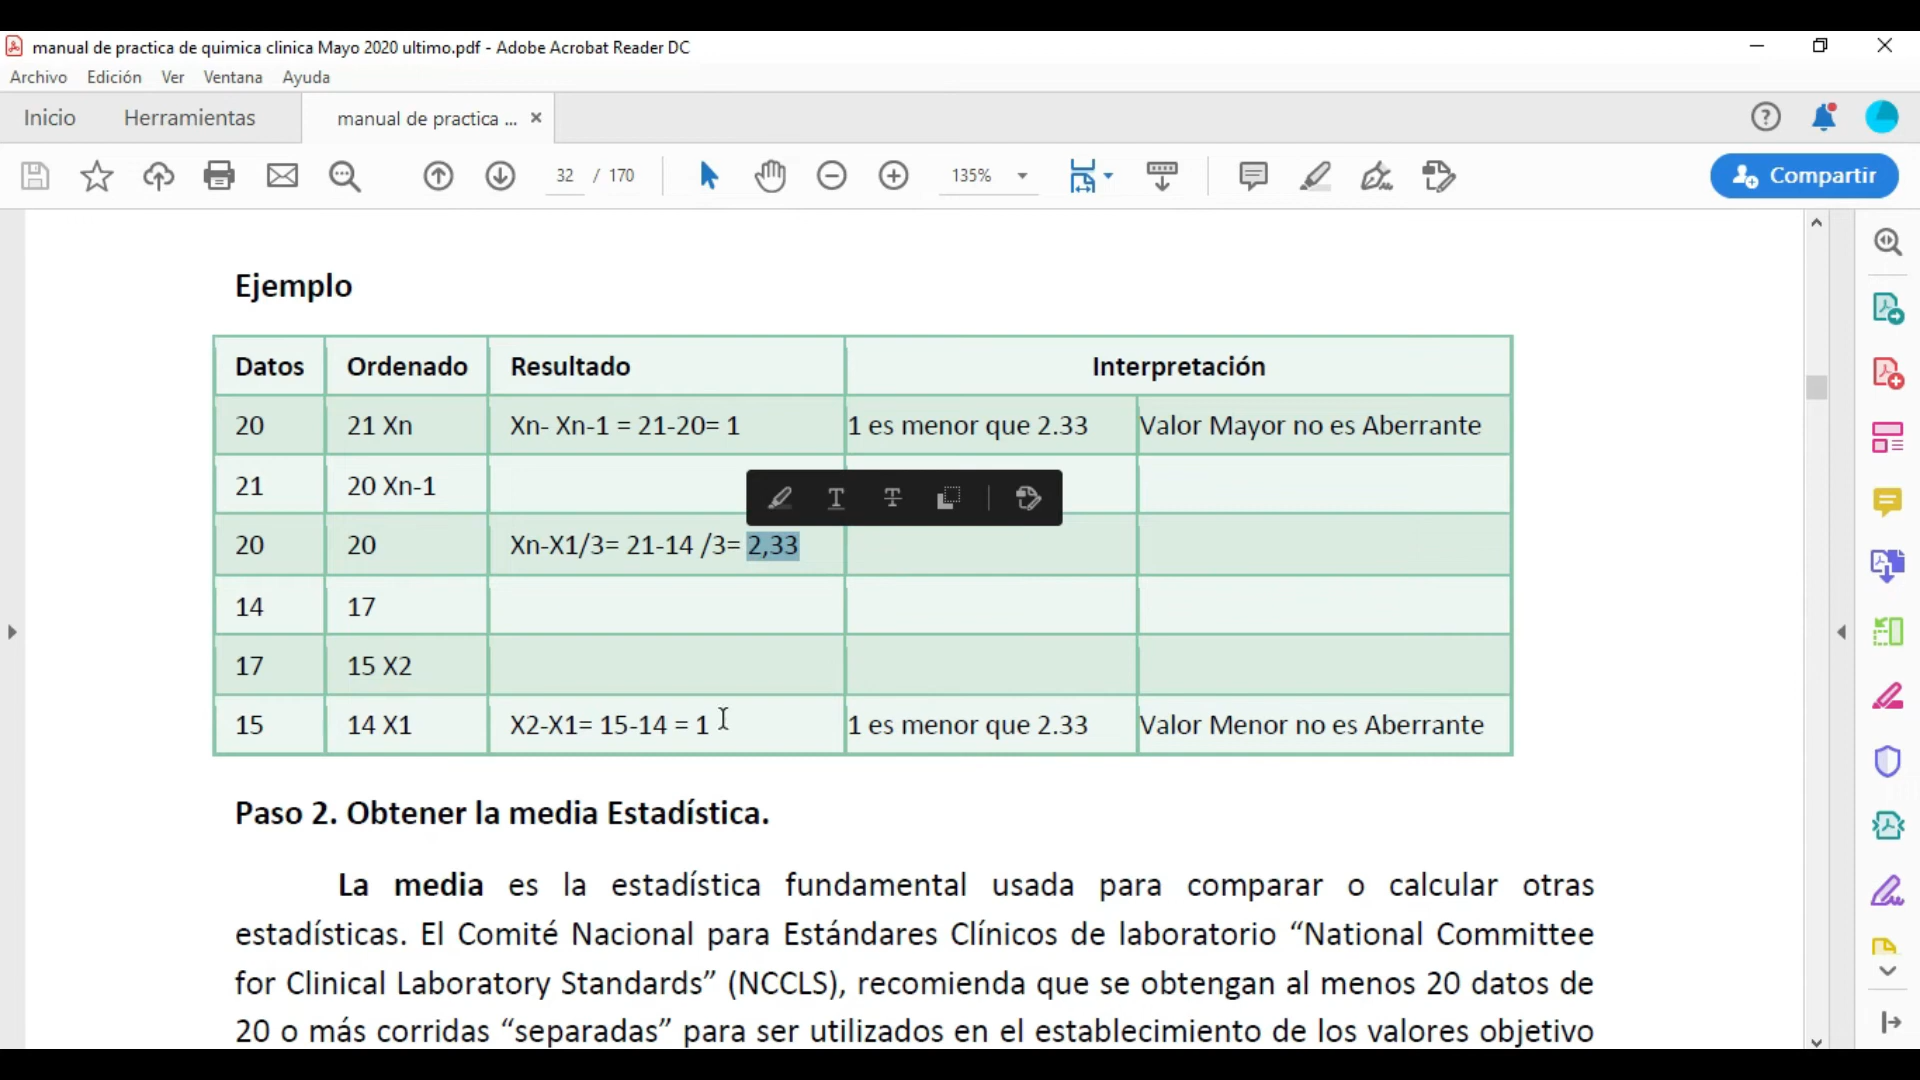 manual de practica de quimica clinica Mayo 2020 ultimo.pdf - Adobe Acrobat Reader DC
Archivo Edición Ver Ventana Ayuda
Inicio Herramientas manual de practica ... ×
32 / 170 135% Compartir
Ejemplo
Datos Ordenado Resultado Interpretación
20 21 Xn Xn- Xn-1 = 21-20= 1 1 es menor que 2.33 Valor Mayor no es Aberrante
21 20 Xn-1
20 20 Xn-X1/3= 21-14 /3= 2,33
14 17
17 15 X2
15 14 X1 X2-X1= 15-14 = 1 1 es menor que 2.33 Valor Menor no es Aberrante
Paso 2. Obtener la media Estadística.
La media es la estadística fundamental usada para comparar o calcular otras
estadísticas. El Comité Nacional para Estándares Clínicos de laboratorio “National Committee
for Clinical Laboratory Standards” (NCCLS), recomienda que se obtengan al menos 20 datos de
20 o más corridas “separadas” para ser utilizados en el establecimiento de los valores objetivo